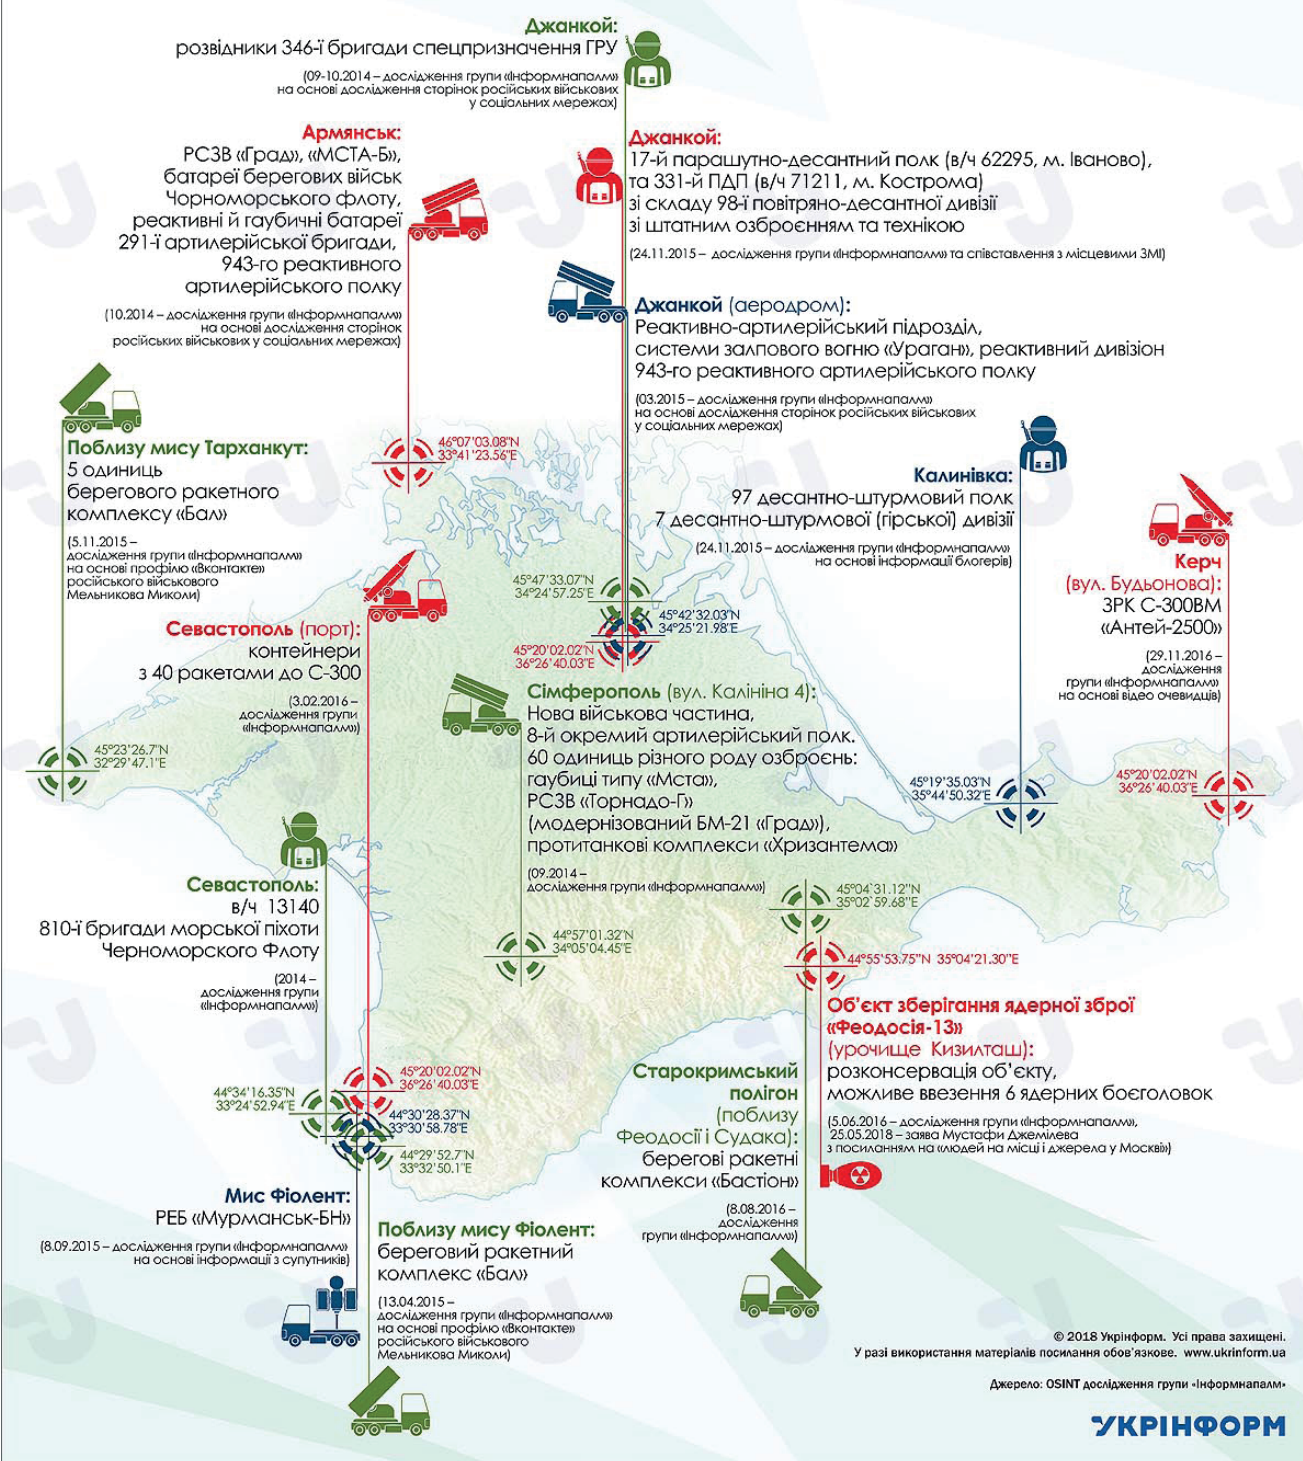 Джанкой:
розвідники 346-ї бригади спецпризначення ГРУ
(09-10.2014 – дослідження групи «Інформнапалм»
на основі дослідження сторінок російських військових
у соціальних мережах)
Армянськ:
РСЗВ «Град», «МСТА-Б»,
батареї берегових військ
Чорноморського флоту,
реактивні й гаубичні батареї
291-ї артилерійської бригади,
943-го реактивного
артилерійського полку
(10.2014 – дослідження групи «Інформнапалм»
на основі дослідження сторінок
російських військових у соціальних мережах)
Джанкой:
17-й парашутно-десантний полк (в/ч 62295, м. Іваново),
та 331-й ПДП (в/ч 71211, м. Кострома)
зі складу 98-ї повітряно-десантної дивізії
зі штатним озброєнням та технікою
(24.11.2015 – дослідження групи «Інформнапалм» та співставлення з місцевими ЗМІ)
Джанкой (аеродром):
Реактивно-артилерійський підрозділ,
системи залпового вогню «Ураган», реактивний дивізіон
943-го реактивного артилерійського полку
(03.2015 – дослідження групи «Інформнапалм»
на основі дослідження сторінок російських військових
у соціальних мережах)
Поблизу мису Тарханкут:
5 одиниць
берегового ракетного
комплексу «Бал»
(5.11.2015 –
дослідження групи «Інформнапалм»
на основі профілю «Вконтакте»
російського військового
Мельникова Миколи)
46°07'03.08"N
33°41'23.56"E
Калинівка:
97 десантно-штурмовий полк
7 десантно-штурмової (гірської) дивізії
(24.11.2015 – дослідження групи «Інформнапалм»
на основі інформації блогерів)
Керч
(вул. Будьонова):
ЗРК С-300ВМ
«Антей-2500»
(29.11.2016 –
дослідження
групи «Інформнапалм»
на основі відео очевидців)
Севастополь (порт):
контейнери
з 40 ракетами до С-300
(3.02.2016 –
дослідження групи
«Інформнапалм»)
45°47'33.07"N
34°24'57.25"E
45°42'32.03"N
34°25'21.98"E
45°20'02.02"N
36°26'40.03"E
Сімферополь (вул. Калініна 4):
Нова військова частина,
8-й окремий артилерійський полк.
60 одиниць різного роду озброєнь:
гаубиці типу «Мста»,
РСЗВ «Торнадо-Г»
(модернізований БМ-21 «Град»),
протитанкові комплекси «Хризантема»
(09.2014 –
дослідження групи «Інформнапалм»)
45°23'26.7"N
32°29'47.1"E
45°19'35.03"N
35°44'50.32"E
45°20'02.02"N
36°26'40.03"E
Севастополь:
в/ч 13140
810-ї бригади морської піхоти
Черноморского Флоту
(2014 –
дослідження групи
«Інформнапалм»)
45°04'31.12"N
35°02'59.68"E
44°57'01.32"N
34°05'04.45"E
44°55'53.75"N 35°04'21.30"E
Об'єкт зберігання ядерної зброї
«Феодосія-13»
(урочище Кизилташ):
розконсервація об'єкту,
можливе ввезення 6 ядерних боєголовок
(5.06.2016 – дослідження групи «Інформнапалм»,
25.05.2018 – заява Мустафи Джемілева
з посиланням на «людей на місці і джерела у Москві»)
Старокримський
полігон
(поблизу
Феодосії і Судака):
берегові ракетні
комплекси «Бастіон»
(8.08.2016 –
дослідження
групи «Інформнапалм»)
45°20'02.02"N
36°26'40.03"E
44°34'16.35"N
33°24'52.94"E
44°30'28.37"N
33°30'58.78"E
44°29'52.7"N
33°32'50.1"E
Мис Фіолент:
РЕБ «Мурманськ-БН»
(8.09.2015 – дослідження групи «Інформнапалм»
на основі інформації з супутників)
Поблизу мису Фіолент:
береговий ракетний
комплекс «Бал»
(13.04.2015 –
дослідження групи «Інформнапалм»
на основі профілю «Вконтакте»
російського військового
Мельникова Миколи)
© 2018 Укрінформ. Усі права захищені.
У разі використання матеріалів посилання обов'язкове. www.ukrinform.ua
Джерело: OSINT дослідження групи «Інформнапалм»
УКРІНФОРМ